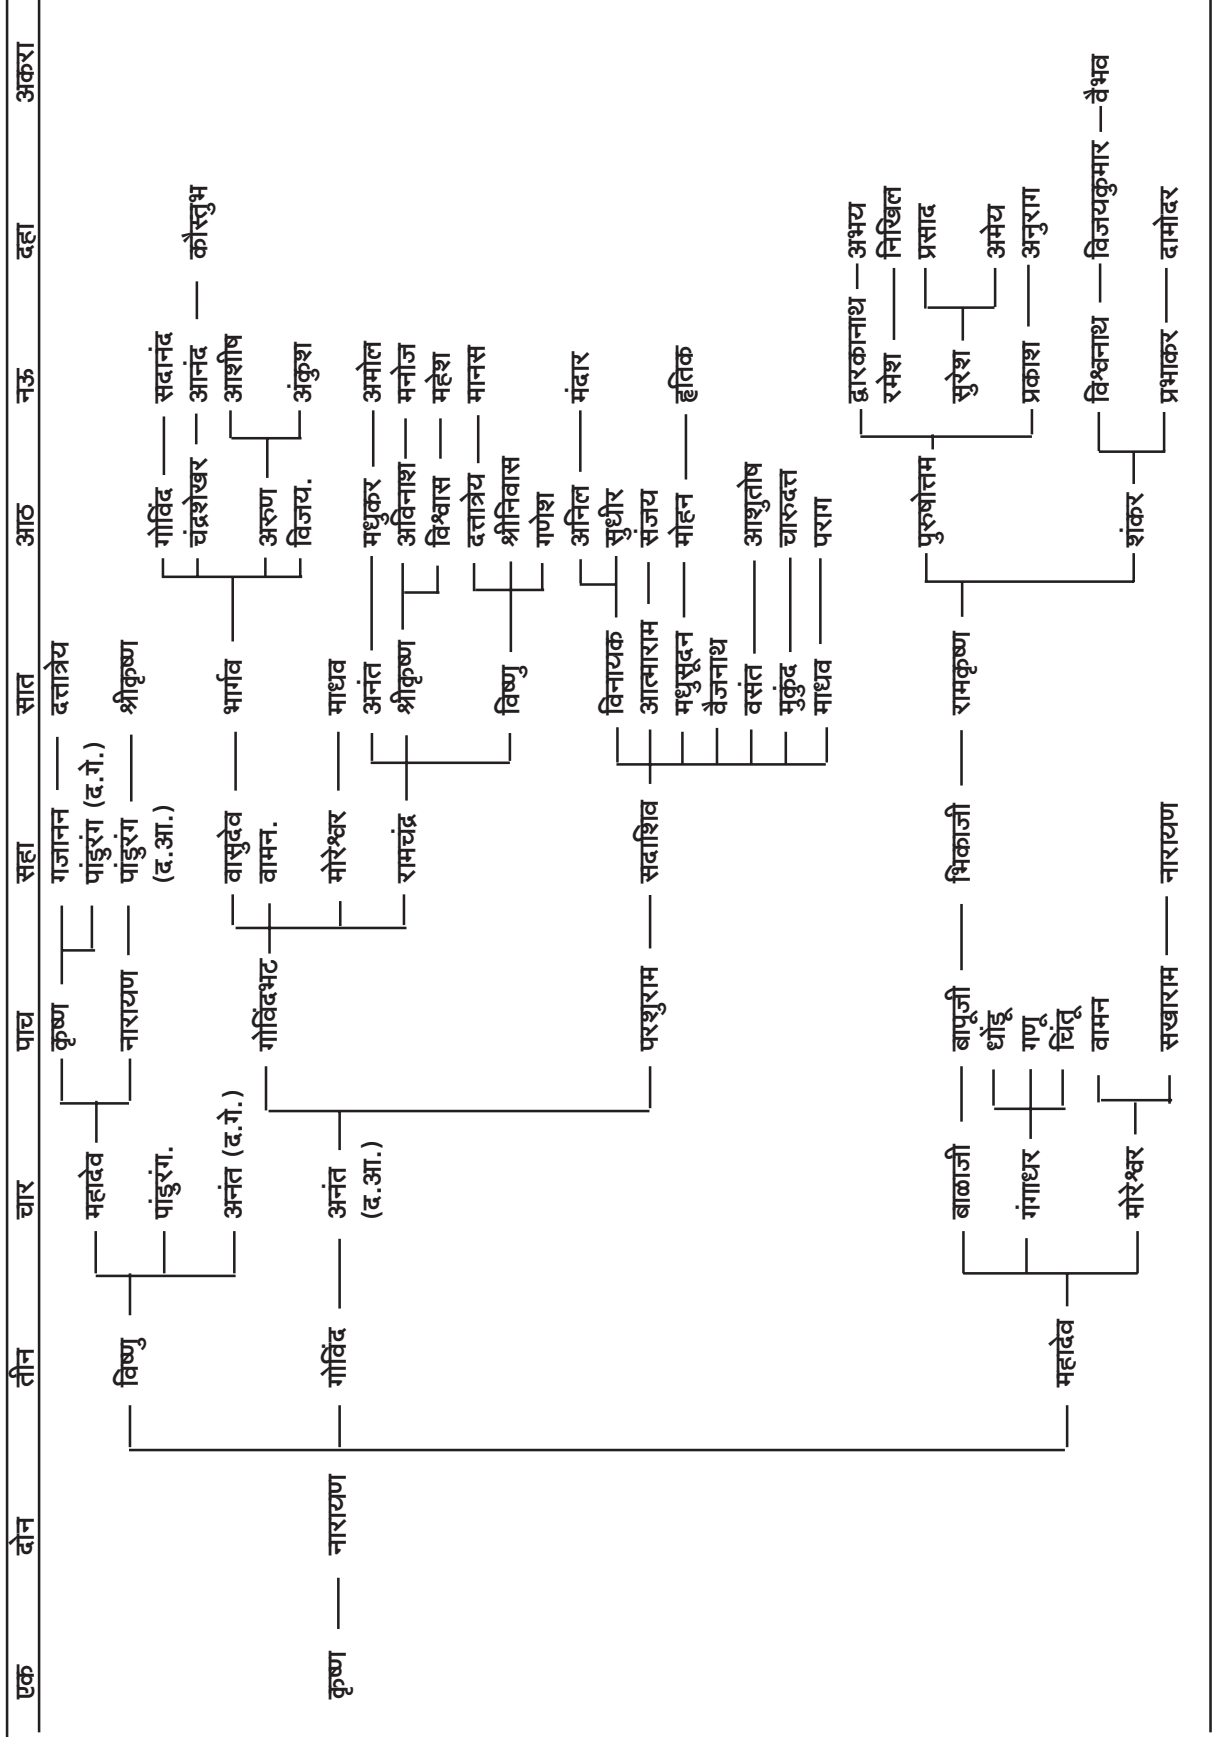 एक दोन तीन चार पाच सहा सात आठ नऊ दहा अकरा
कृष्ण गजानन दत्तात्रेय
पांडुरंग (द.गे.)
विष्णु नारायण पांडुरंग श्रीकृष्ण
महादेव
(द.आ.)
पांडुरंग. गोविंद सदानंद
चंद्रशेखर आनंद कौस्तुभ
अनंत (द.गे.) वासुदेव भार्गव आशीष
गोविंदभट वामन. अरुण
विजय. अंकुश
कृष्ण नारायण गोविंद अनंत मोरेश्वर माधव
(द.आ.) अनंत मधुकर अमोल
रामचंद्र श्रीकृष्ण अविनाश मनोज
विश्वास महेश
दत्तात्रेय मानस
विष्णु श्रीनिवास
गणश
अनिल मंदार
विनायक सुधीर
परशुराम सदाशिव आत्माराम संजय
मधुसूदन मोहन हृतिक
वैजनाथ
वसंत आशुतोष
मुकुंद चारुदत्त
माधव पराग
द्वारकानाथ अभय
रमेश निखिल
पुरुषोत्तम प्रसाद
बाळाजी बापूजी भिकाजी रामकृष्ण सुरेश
धोंडू अमेय
गंगाधर गणू प्रकाश अनुराग
महादेव चिंतू
वामन विश्वनाथ विजयकुमार वैभव
मोरेश्वर शंकर
सखाराम नारायण प्रभाकर दामोदर